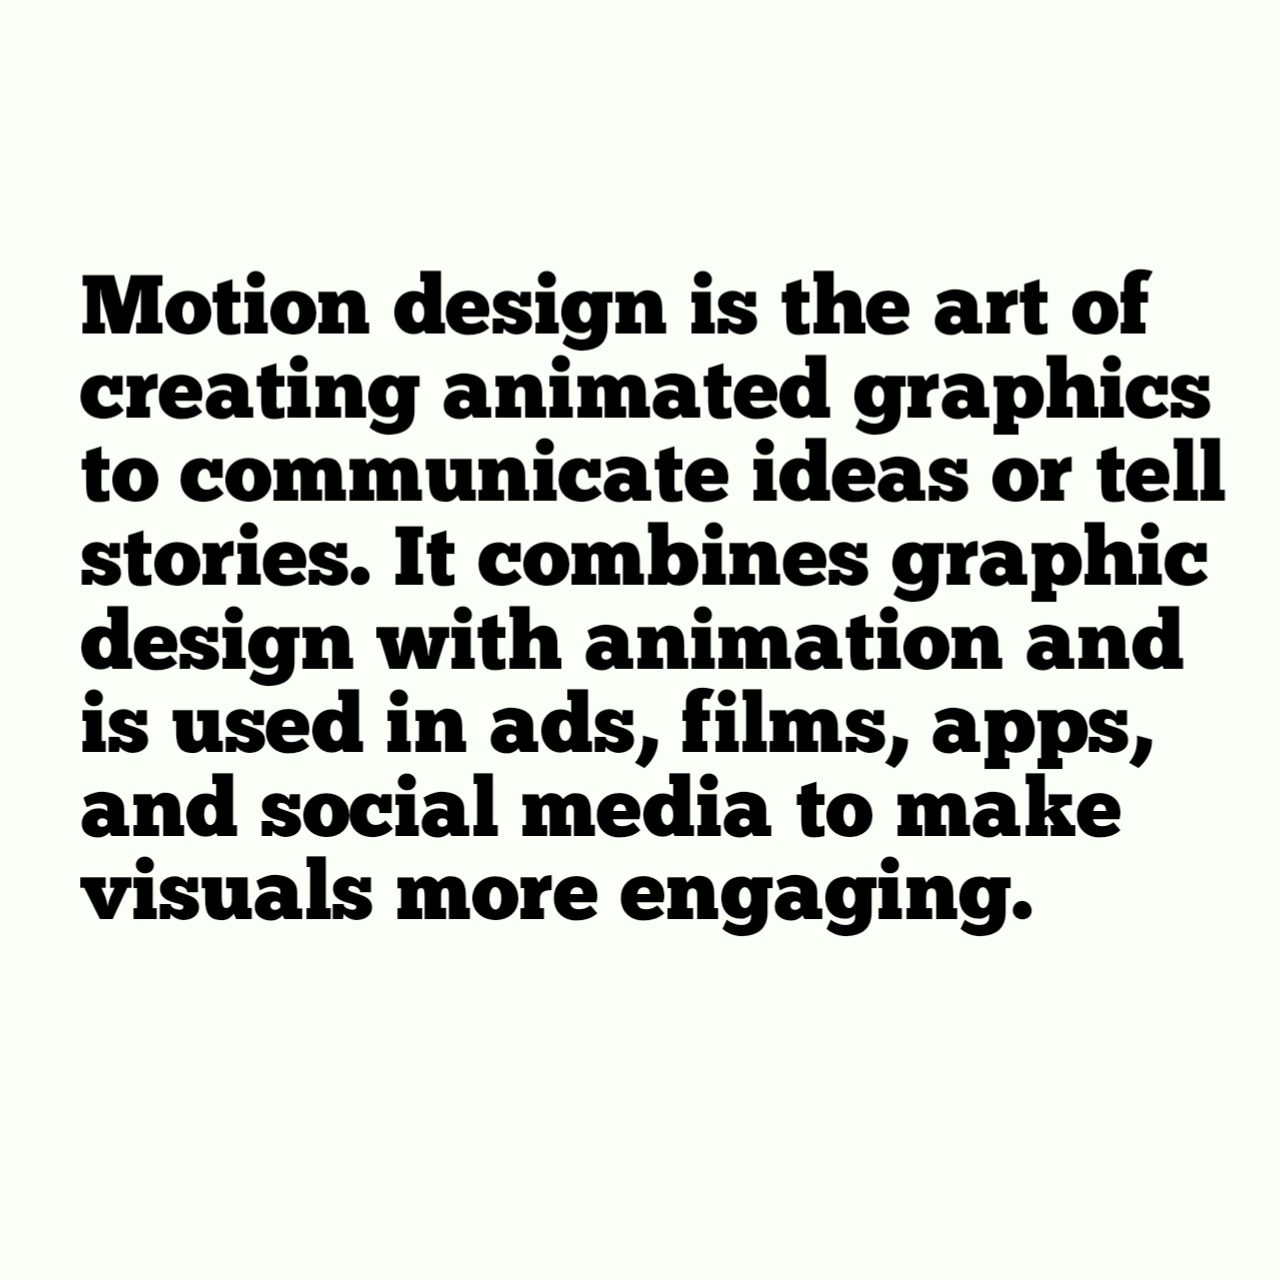 Motion design is the art of
creating animated graphics
to communicate ideas or tell
stories. It combines graphic
design with animation and
is used in ads, films, apps,
and social media to make
visuals more engaging.